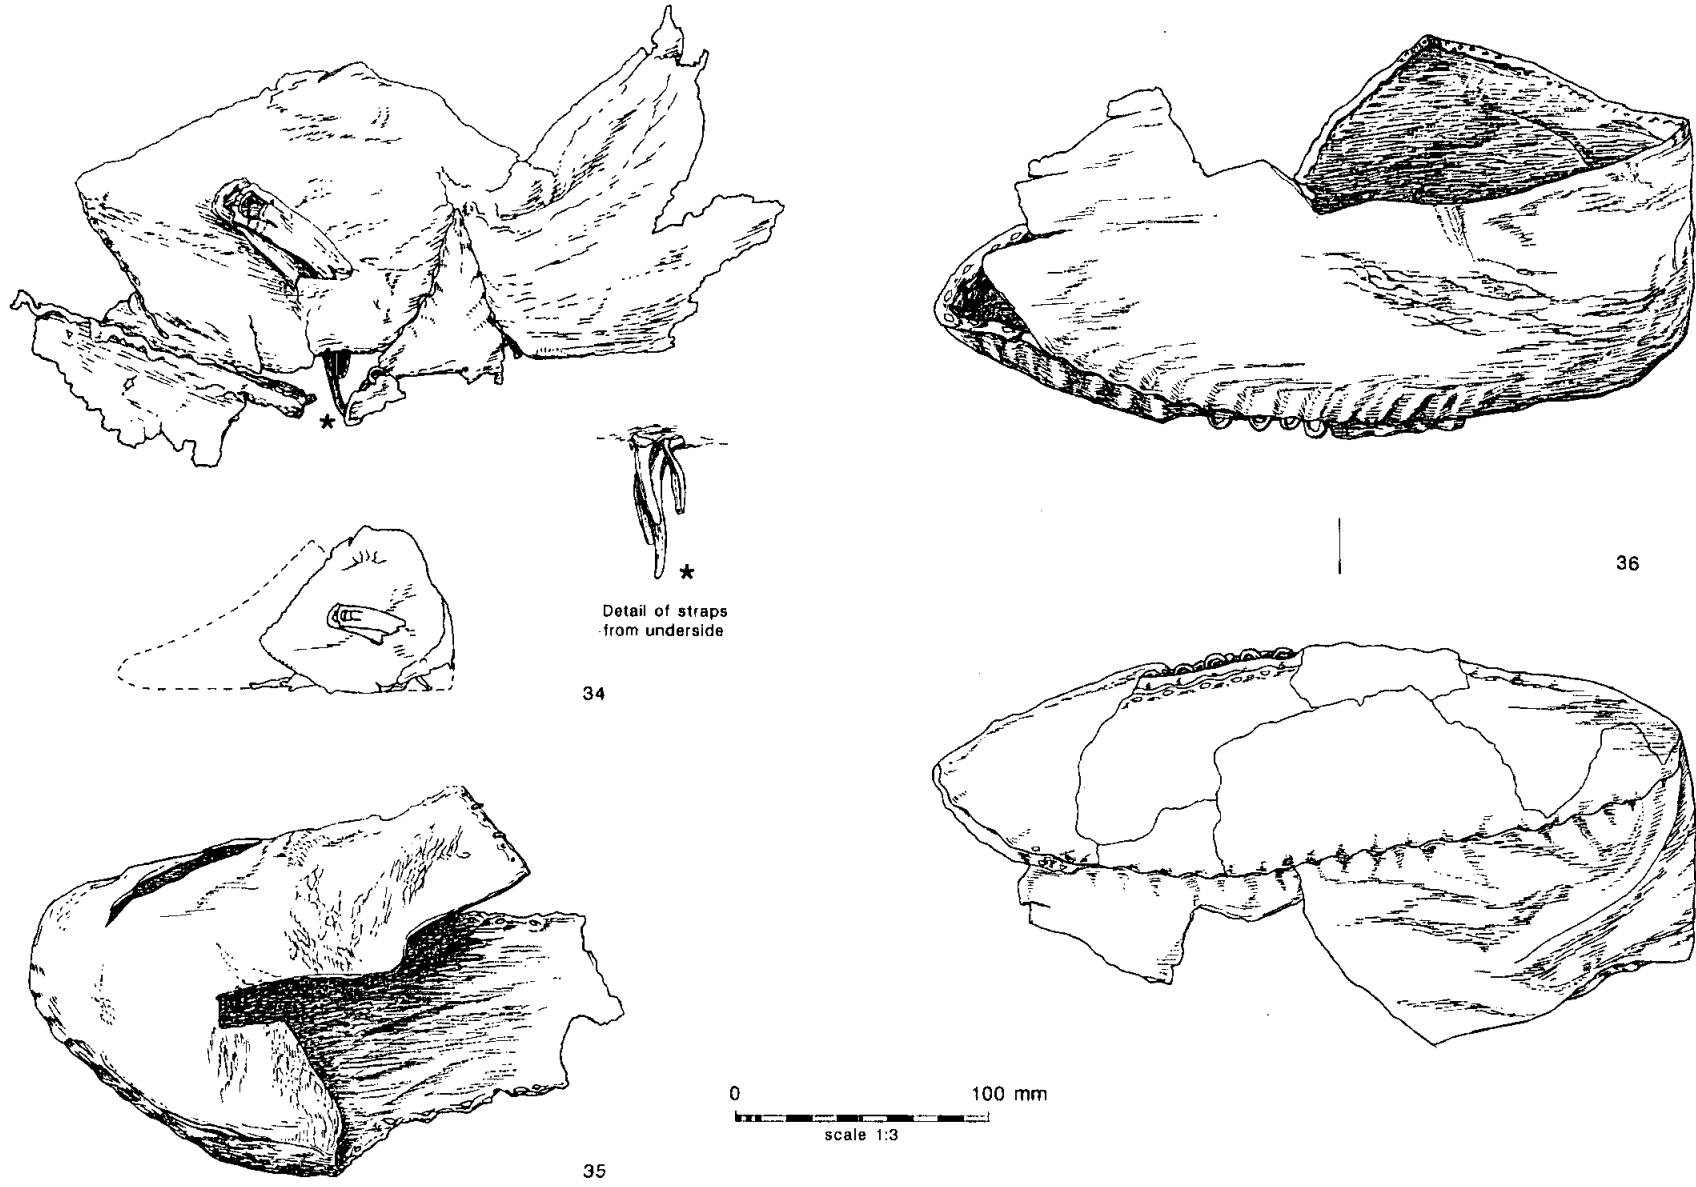 ★
★
Detail of straps
from underside
36
34
0 100 mm
scale 1:3
35